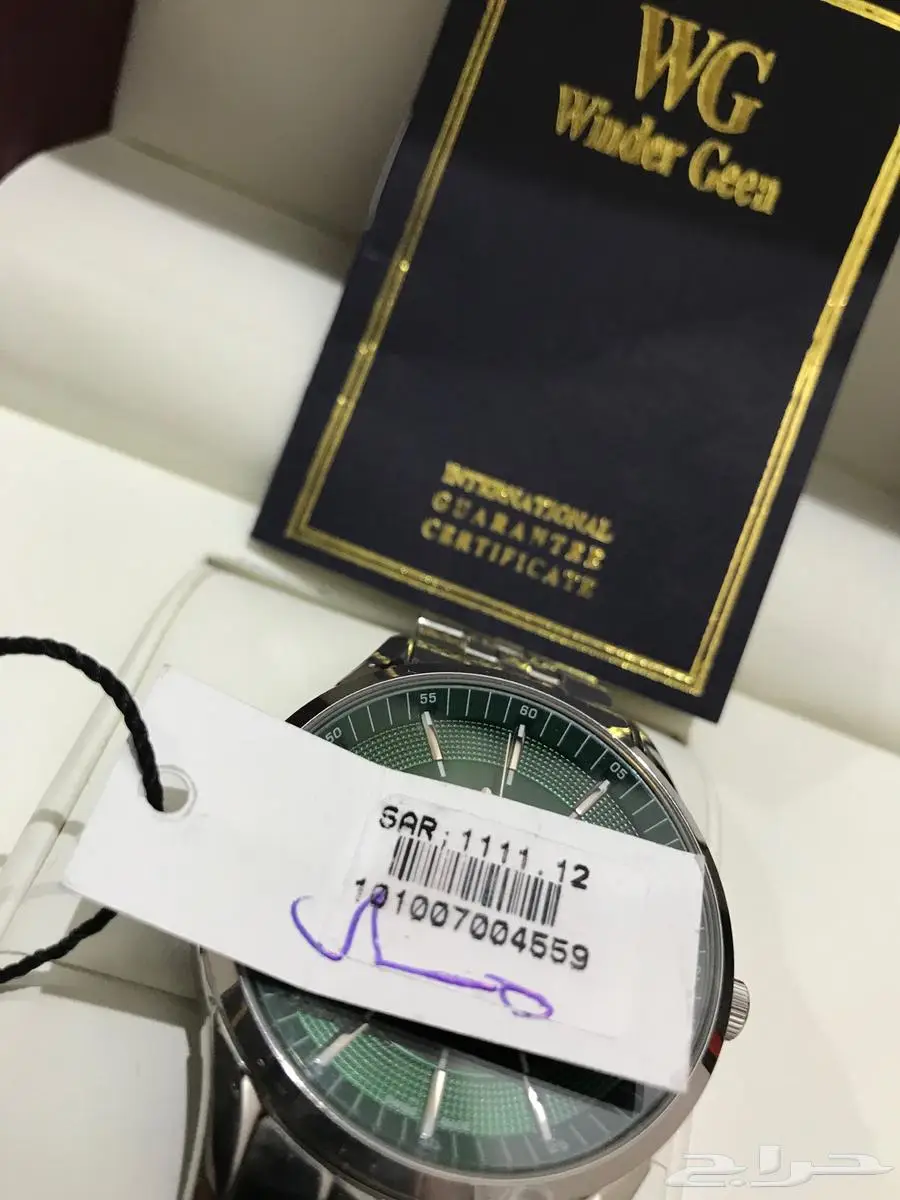 WG
Winder Geen
INTERNATIONAL
GUARANTEE
CERTIFICATE
50
55
60
05
SAR. 1111.12
101007004559
حراج